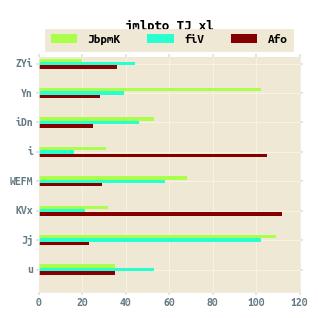 imlpto TJ xl
JbpmK fiV Afo
ZYi
Yn
iDn
i
WEFM
KVx
Jj
u
0 20 40 60 80 100 120